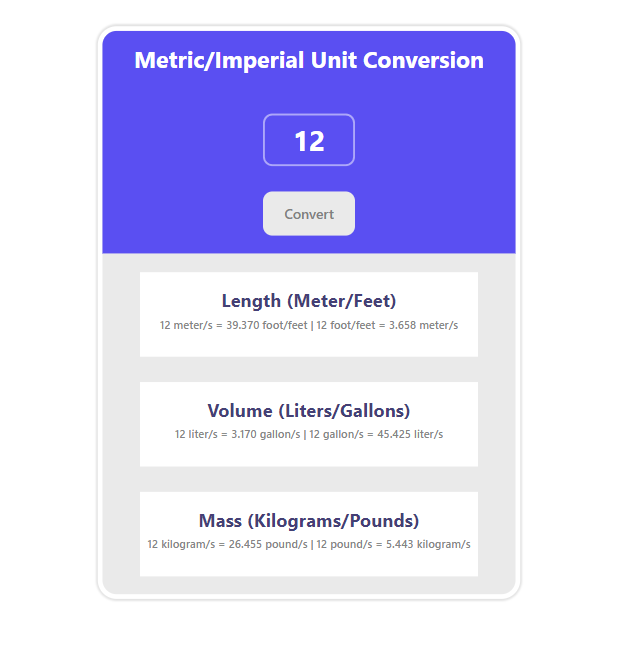 Metric/Imperial Unit Conversion
12
Convert
Length (Meter/Feet)
12 meter/s = 39.370 foot/feet | 12 foot/feet = 3.658 meter/s
Volume (Liters/Gallons)
12 liter/s = 3.170 gallon/s | 12 gallon/s = 45.425 liter/s
Mass (Kilograms/Pounds)
12 kilogram/s = 26.455 pound/s | 12 pound/s = 5.443 kilogram/s